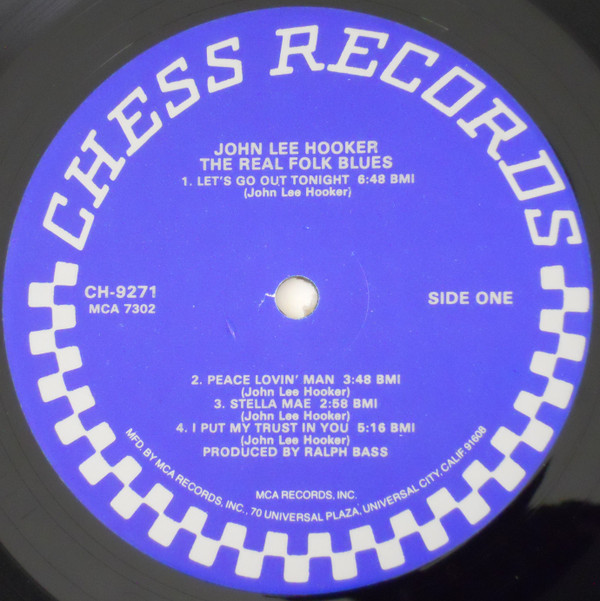 CHESS RECORDS
JOHN LEE HOOKER
THE REAL FOLK BLUES
1. LET'S GO OUT TONIGHT 6:48 BMI
(John Lee Hooker)
CH-9271
MCA 7302
SIDE ONE
2. PEACE LOVIN' MAN 3:48 BMI
(John Lee Hooker)
3. STELLA MAE 2:58 BMI
(John Lee Hooker)
4. I PUT MY TRUST IN YOU 5:16 BMI
(John Lee Hooker)
PRODUCED BY RALPH BASS
MCA RECORDS, INC.
MFD. BY MCA RECORDS, INC., 70 UNIVERSAL PLAZA, UNIVERSAL CITY, CALIF. 91608